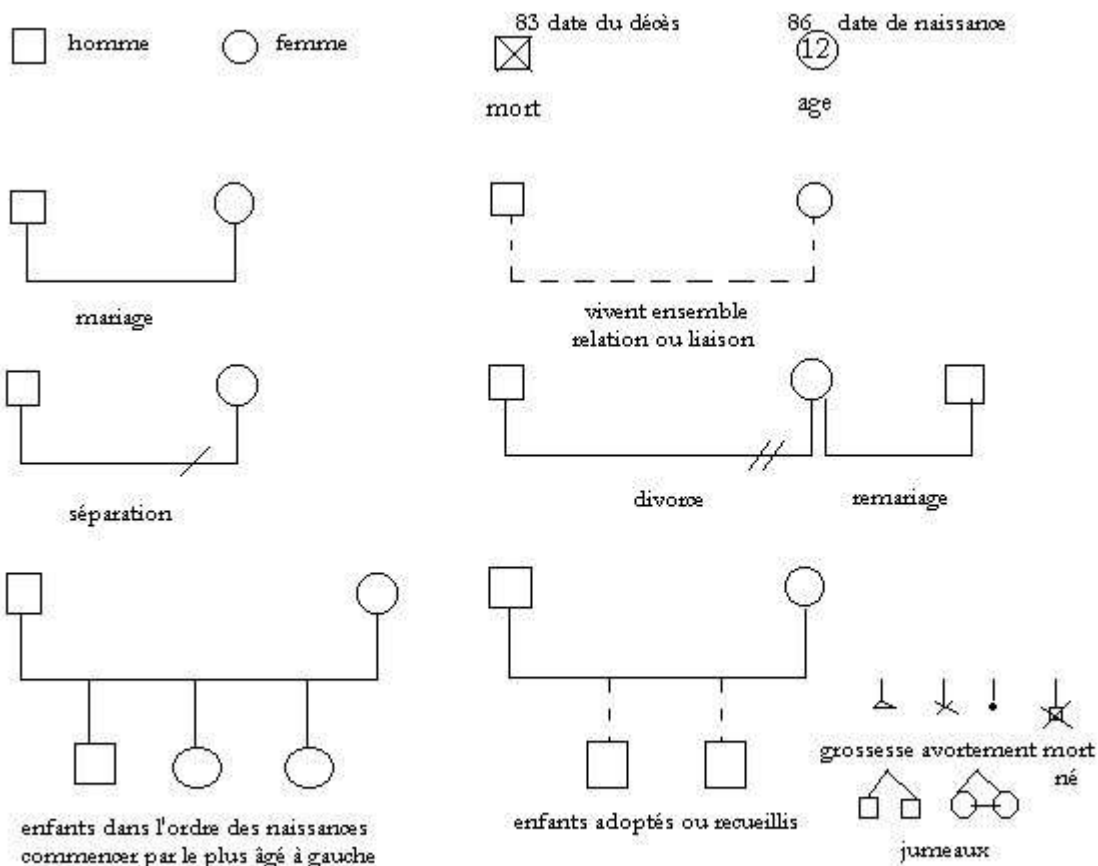 homme
femme
83 date du décès
86 date de naissance
12
mort
age
mariage
vivent ensemble
relation ou liaison
séparation
divorce
remariage
grossesse avortement mort
né
enfants dans l'ordre des naissances
commencer par le plus âgé à gauche
enfants adoptés ou recueillis
jumeaux